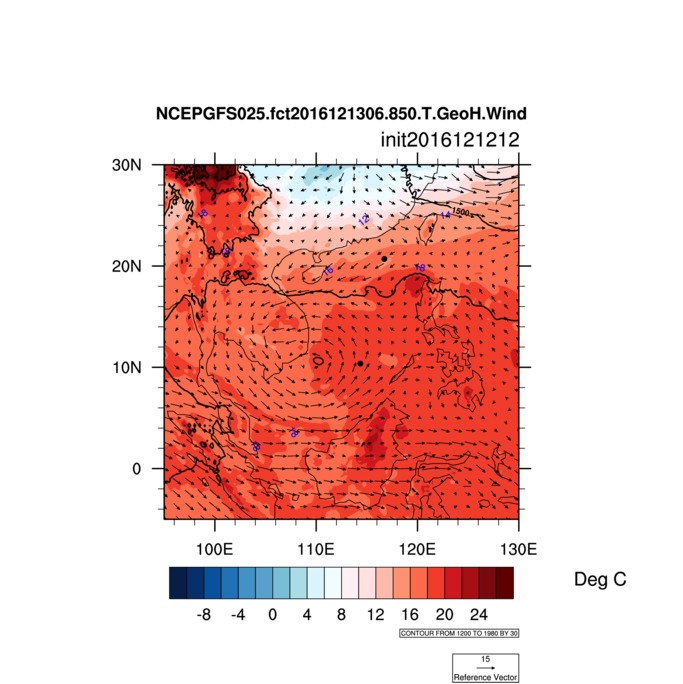 NCEPGFS025.fct2016121306.850.T.GeoH.Wind
init2016121212
30N
20N
10N
0
100E
110E
120E
130E
18
12
14
1500
16
18
-8
-4
0
4
8
12
16
20
24
Deg C
CONTOUR FROM 1200 TO 1980 BY 30
15
Reference Vector